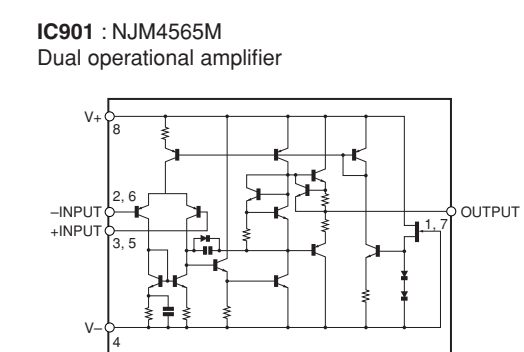 IC901 : NJM4565M
Dual operational amplifier
V+
8
2, 6
–INPUT
+INPUT
3, 5
OUTPUT
1, 7
V–
4